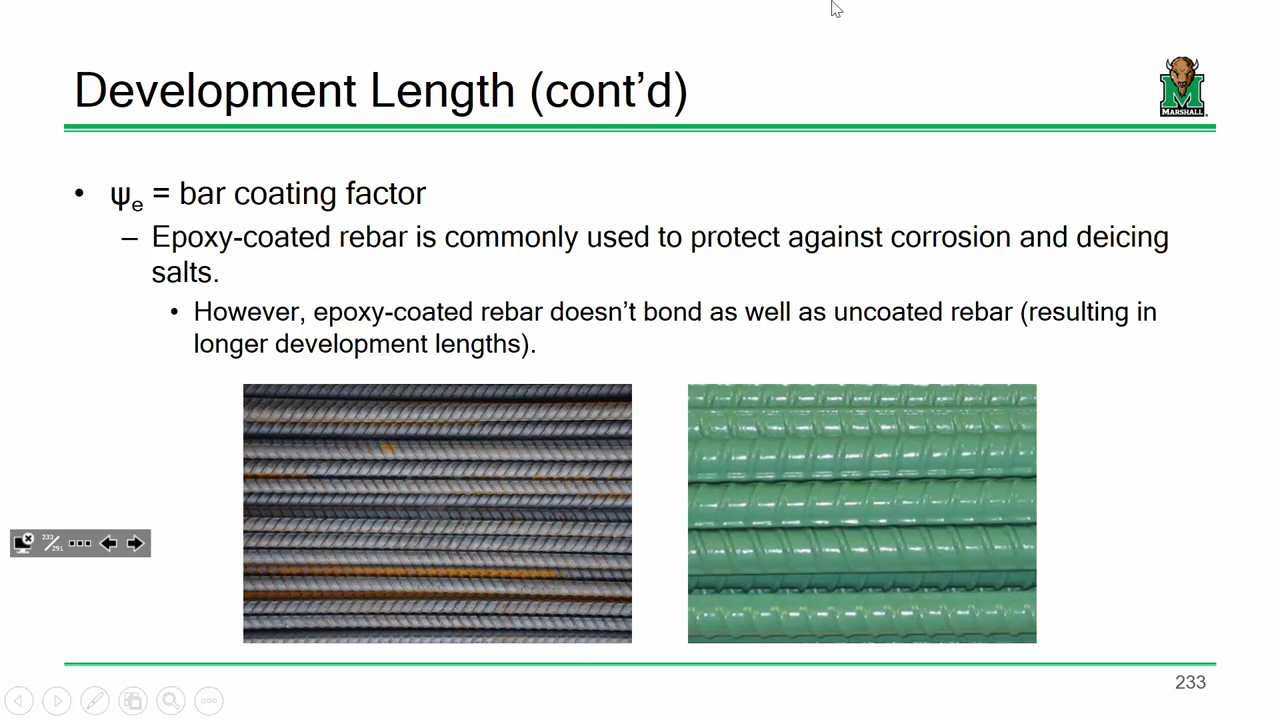 Development Length (cont’d)
MARSHALL
• ψe = bar coating factor
– Epoxy-coated rebar is commonly used to protect against corrosion and deicing
salts.
• However, epoxy-coated rebar doesn’t bond as well as uncoated rebar (resulting in
longer development lengths).
233/291
233